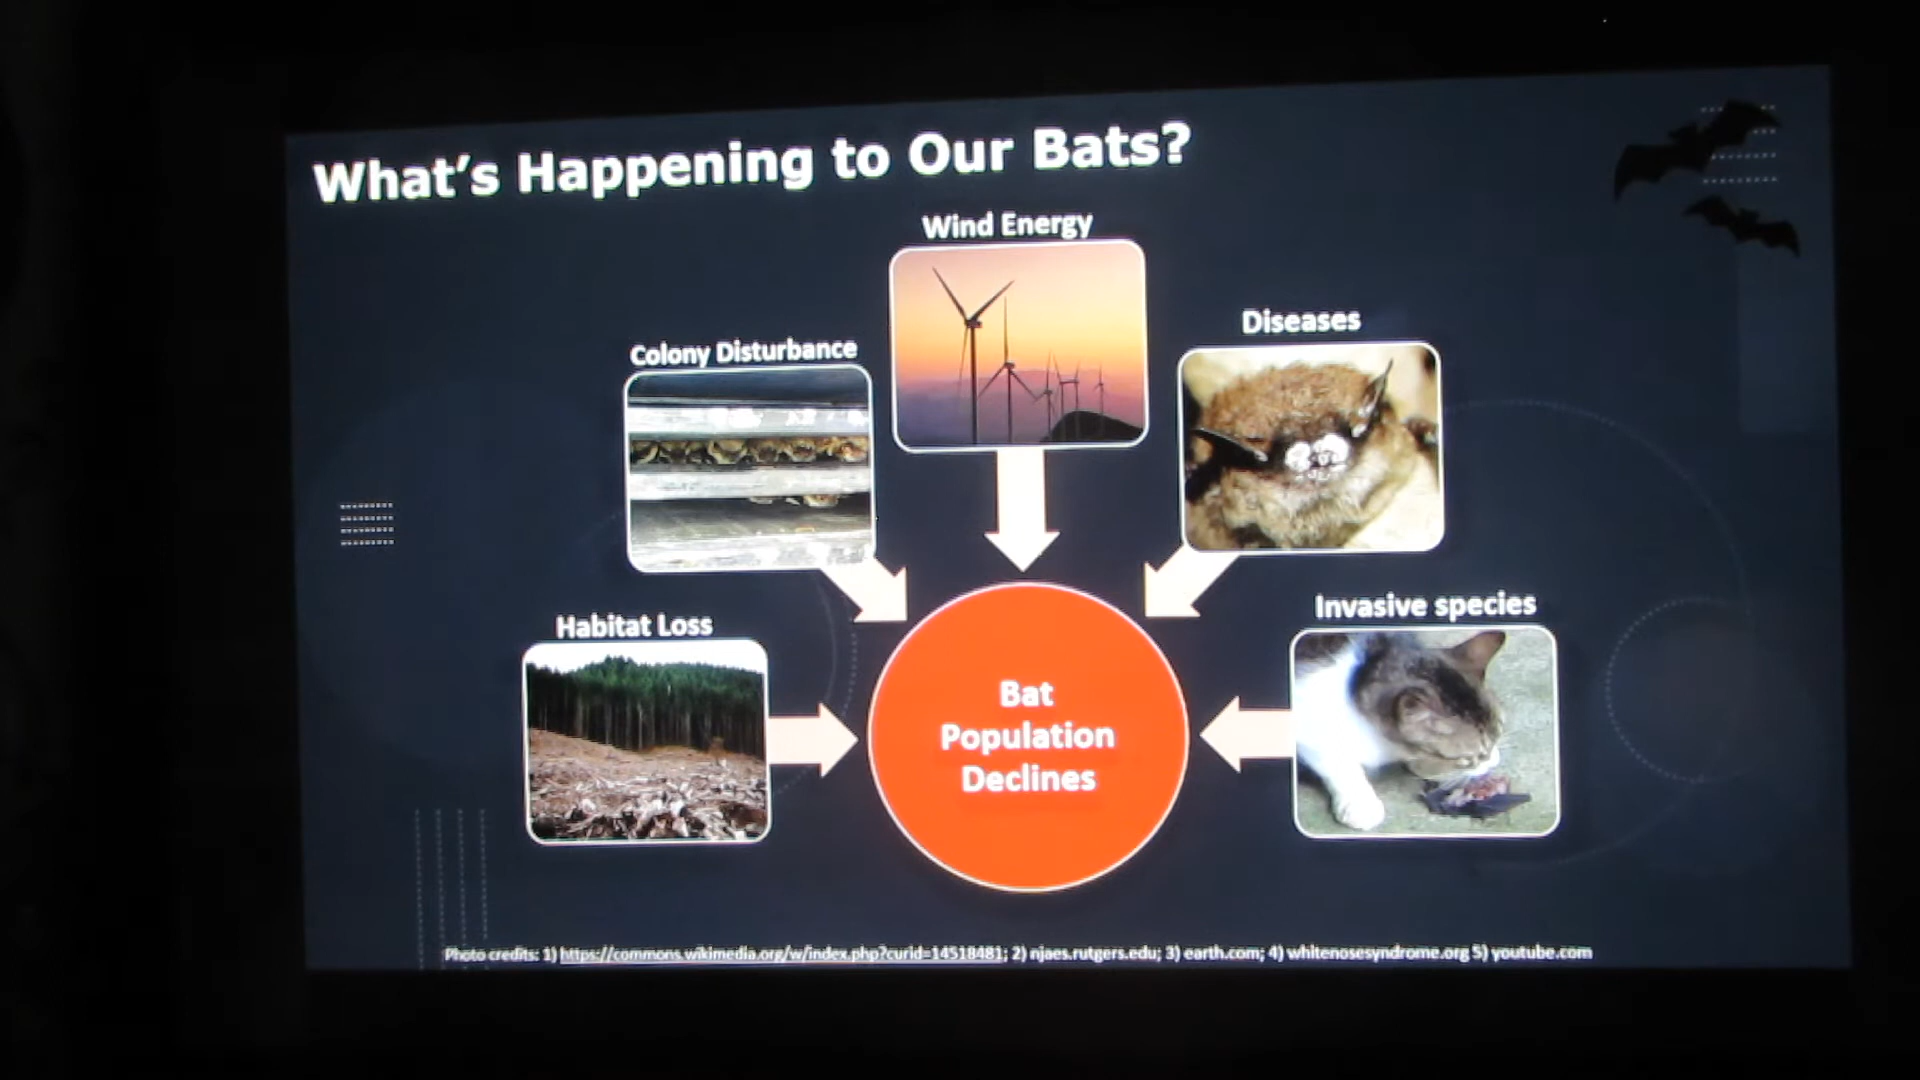 What's Happening to Our Bats?
Wind Energy
Diseases
Colony Disturbance
Invasive species
Habitat Loss
Bat
Population
Declines
Photo credits: 1) https://commons.wikimedia.org/w/index.php?curid=14518481; 2) njaes.rutgers.edu; 3) earth.com; 4) whitenosesyndrome.org 5) youtube.com